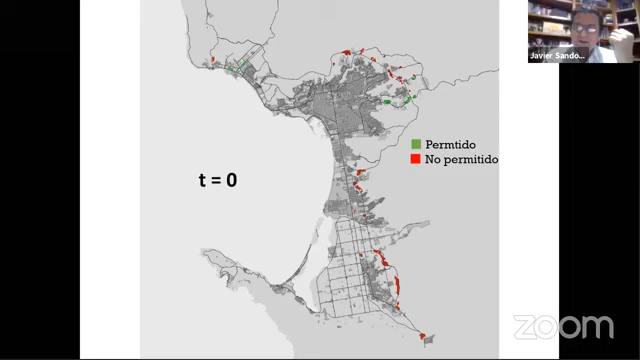 Javier Sando...
Permtido
No permitido
t = 0
zoom